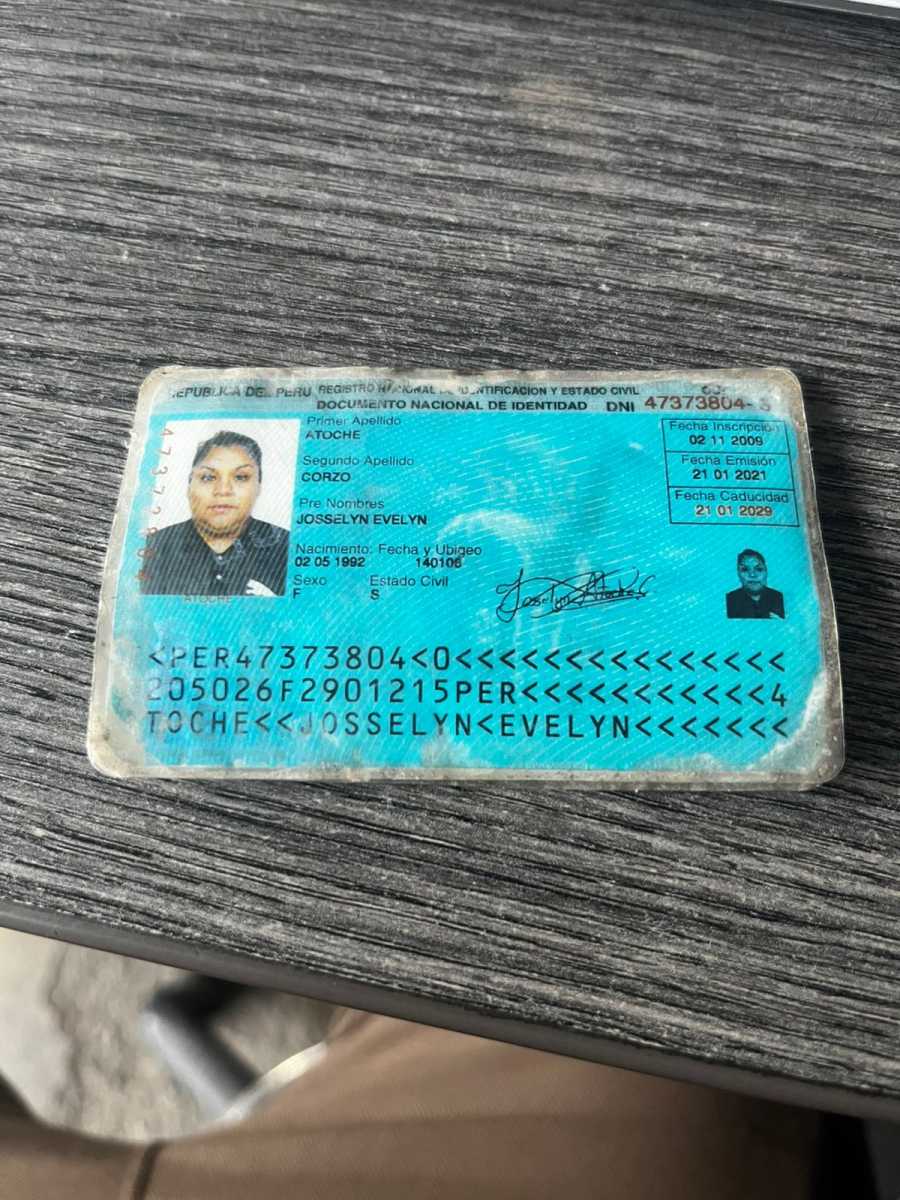 REPUBLICA DEL PERU REGISTRO NACIONAL DE IDENTIFICACION Y ESTADO CIVIL
DOCUMENTO NACIONAL DE IDENTIDAD DNI 47373804-
Primer Apellido
ATOCHE
Segundo Apellido
CORZO
Pre Nombres
JOSSELYN EVELYN
Nacimiento: Fecha y Ubigeo
02 05 1992 140106
Sexo Estado Civil
F S
Fecha Inscripción
02 11 2009
Fecha Emisión
21 01 2021
Fecha Caducidad
21 01 2029
ATOCHE
<PER47373804<0<<<<<<<<<<<<<<<
205026F2901215PER<<<<<<<<<<<4
TOCHE<<JOSSELYN<EVELYN<<<<<<<